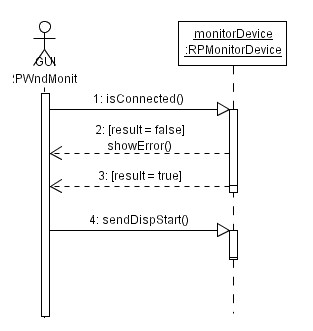 monitorDevice
:RPMonitorDevice
GUI
:PWndMonit
1: isConnected()
2: [result = false]
showError()
3: [result = true]
4: sendDispStart()